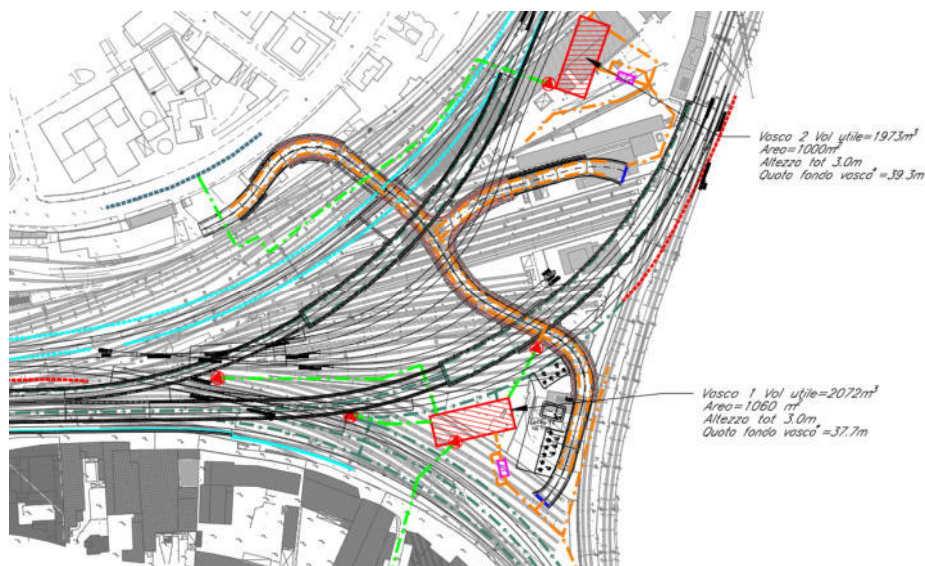 Vasca 2 Vol utile=1973m³
Area=1000m²
Altezza tot 3.0m
Quota fondo vasca*=39.3m
Vasca 1 Vol utile=2072m³
Area=1060 m²
Altezza tot 3.0m
Quota fondo vasca*=37.7m